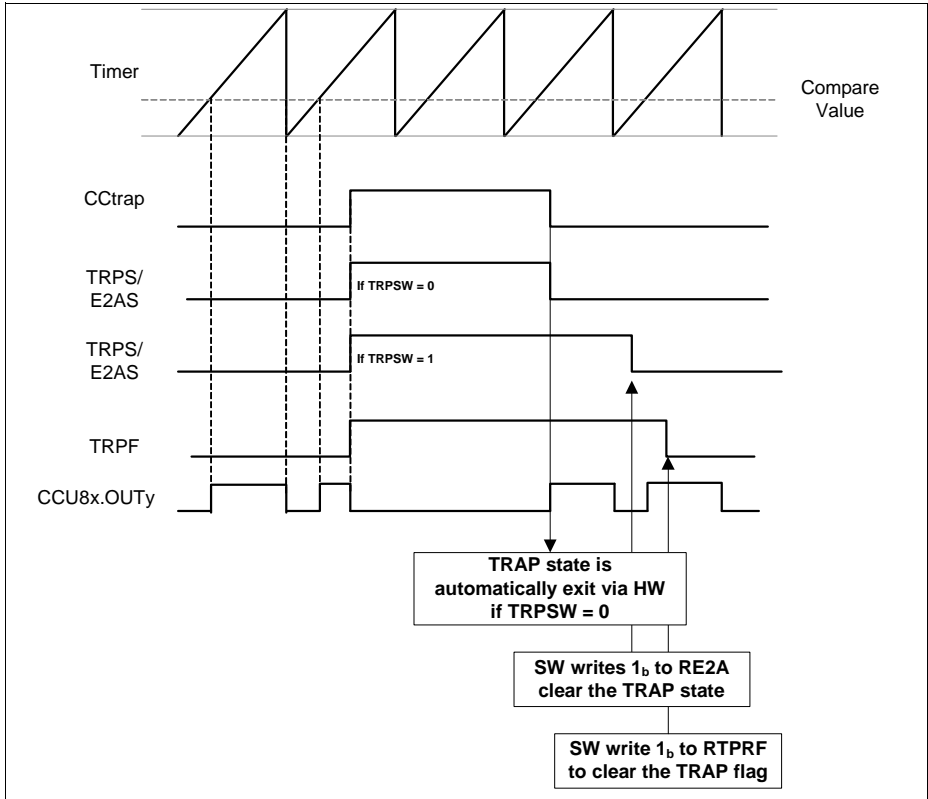 Timer
Compare
Value
CCtrap
TRPS/
E2AS
If TRPSW = 0
TRPS/
E2AS
If TRPSW = 1
TRPF
CCU8x.OUTy
TRAP state is
automatically exit via HW
if TRPSW = 0
SW writes 1b to RE2A
clear the TRAP state
SW write 1b to RTPRF
to clear the TRAP flag